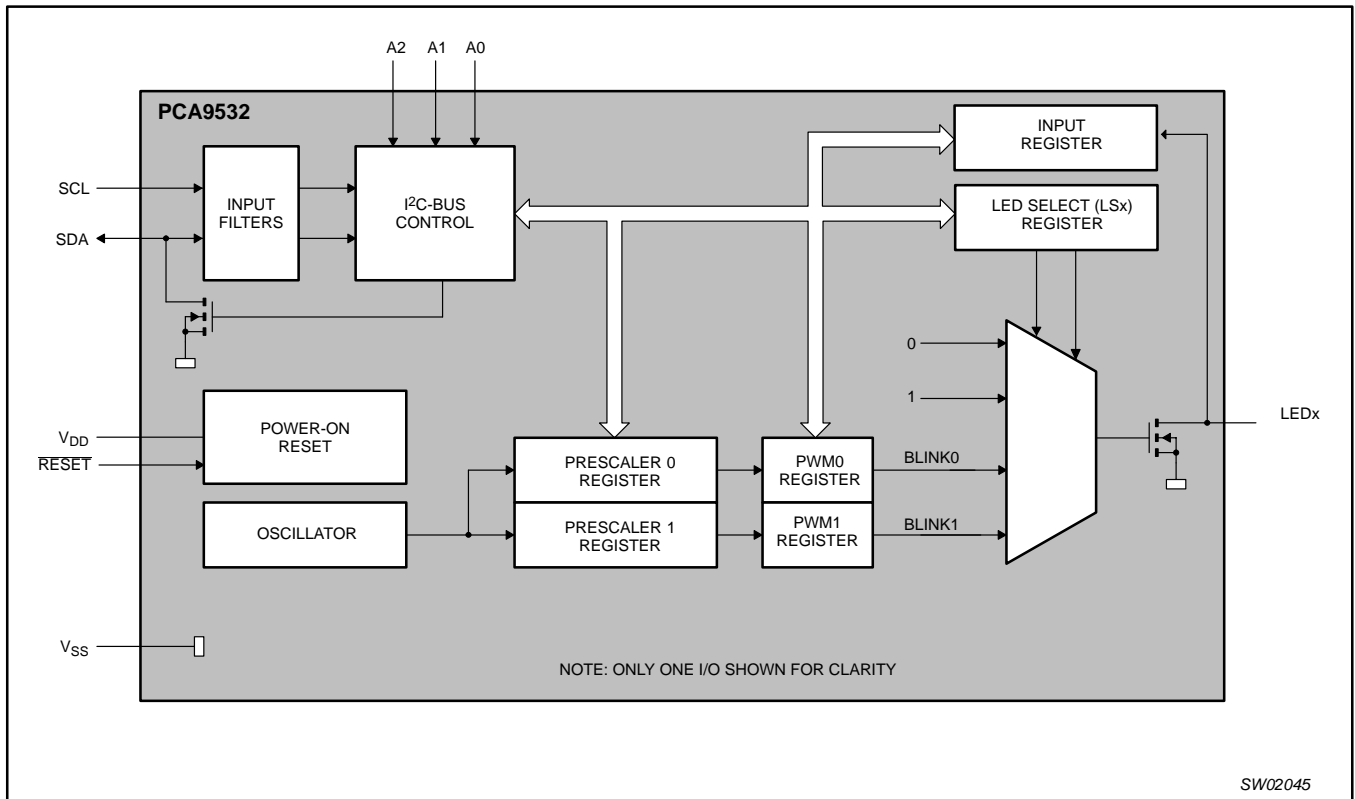 A2 A1 A0
PCA9532
INPUT
REGISTER
SCL
INPUT
FILTERS
I²C-BUS
CONTROL
LED SELECT (LSx)
REGISTER
SDA
0
1
LEDx
POWER-ON
RESET
VDD
RESET
PRESCALER 0
REGISTER
PWM0
REGISTER
BLINK0
OSCILLATOR
PRESCALER 1
REGISTER
PWM1
REGISTER
BLINK1
VSS
NOTE: ONLY ONE I/O SHOWN FOR CLARITY
SW02045